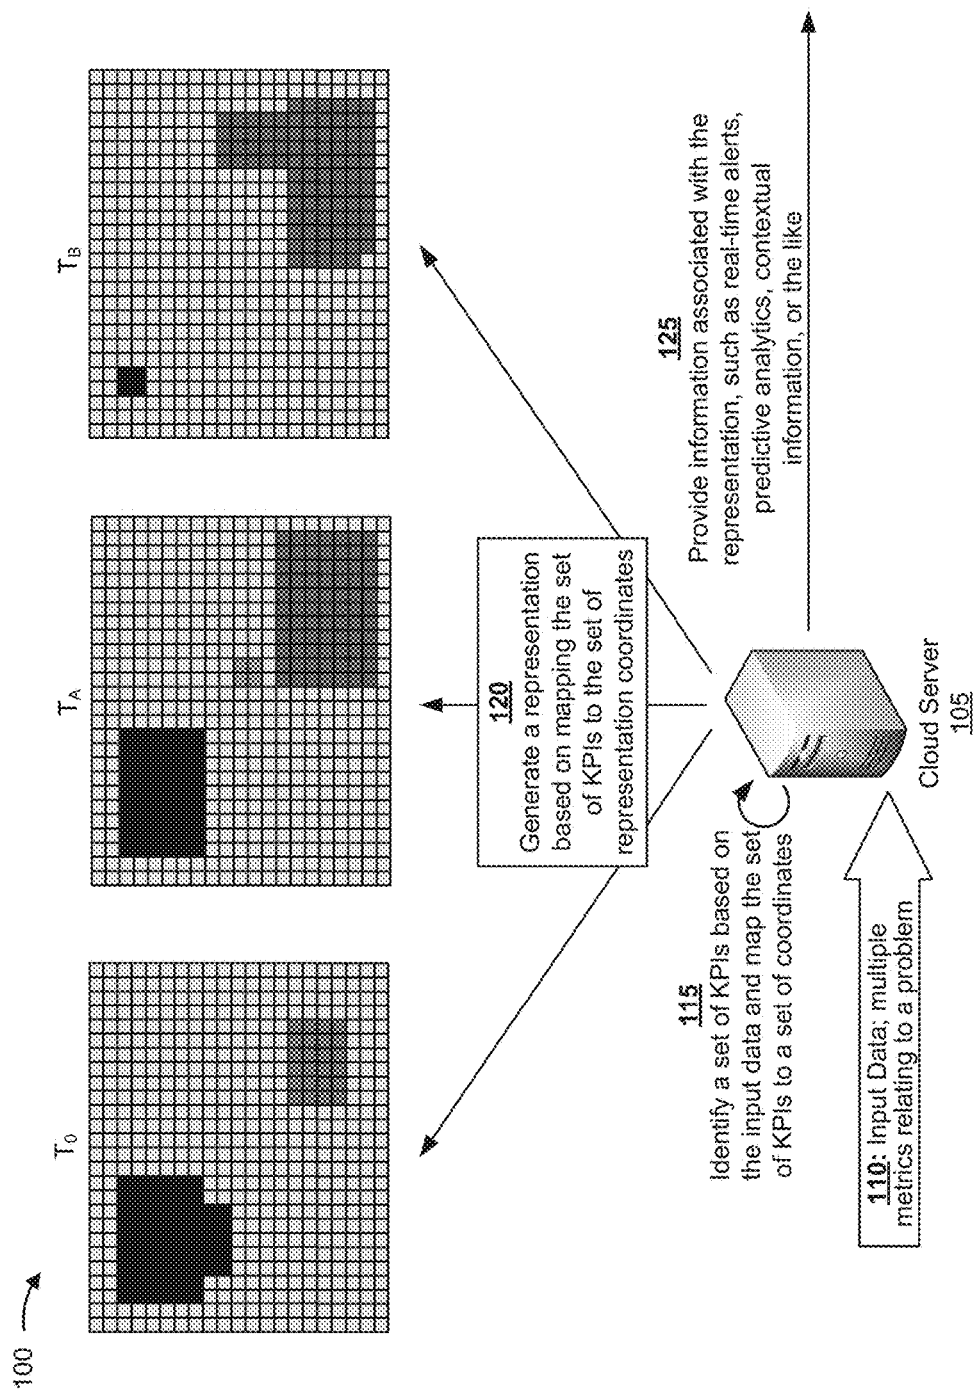 100
T0
TA
TB
120
Generate a representation
based on mapping the set
of KPIs to the set of
representation coordinates
115
Identify a set of KPIs based on
the input data and map the set
of KPIs to a set of coordinates
125
Provide information associated with the
representation, such as real-time alerts,
predictive analytics, contextual
information, or the like
110: Input Data; multiple
metrics relating to a problem
Cloud Server
105